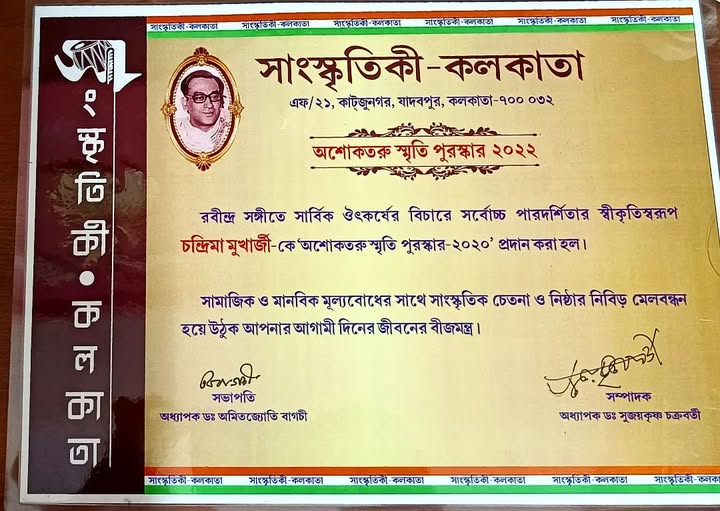 সাংস্কৃতিকী-কলকাতা সাংস্কৃতিকী-কলকাতা সাংস্কৃতিকী-কলকাতা সাংস্কৃতিকী-কলকাতা সাংস্কৃতিকী-কলকাতা সাংস্কৃতিকী-কলকাতা
সাংস্কৃতিকী-কলকাতা
এফ/২১, কাটজুনগর, যাদবপুর, কলকাতা-৭০০ ০৩২
অশোকতরু স্মৃতি পুরস্কার ২০২২
রবীন্দ্র সঙ্গীতে সার্বিক ঔৎকর্ষের বিচারে সর্বোচ্চ পারদর্শিতার স্বীকৃতিস্বরূপ
চন্দ্রিমা মুখার্জী-কে ‘অশোকতরু স্মৃতি পুরস্কার-২০২০’ প্রদান করা হল।
সামাজিক ও মানবিক মূল্যবোধের সাথে সাংস্কৃতিক চেতনা ও নিষ্ঠার নিবিড় মেলবন্ধন
হয়ে উঠুক আপনার আগামী দিনের জীবনের বীজমন্ত্র।
সভাপতি
অধ্যাপক ডঃ অমিতজ্যোতি বাগচী
সম্পাদক
অধ্যাপক ডঃ সুজয়কৃষ্ণ চক্রবর্তী
সাংস্কৃতিকী-কলকাতা সাংস্কৃতিকী-কলকাতা সাংস্কৃতিকী-কলকাতা সাংস্কৃতিকী-কলকাতা সাংস্কৃতিকী-কলকাতা
সাংস্কৃতিকী • কলকাতা